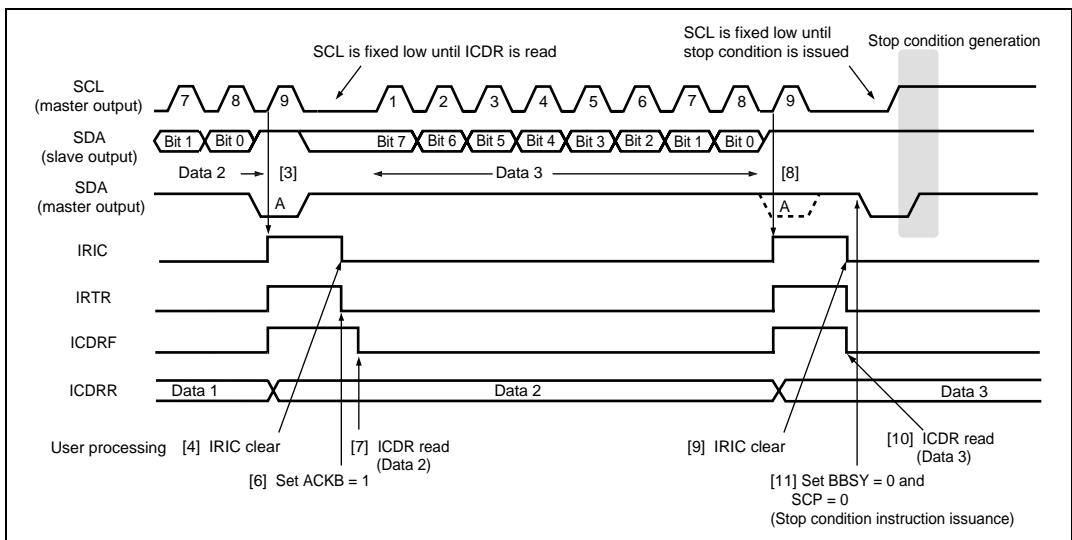 SCL is fixed low until ICDR is read
SCL is fixed low until
stop condition is issued
Stop condition generation
SCL
(master output)
7 8 9 1 2 3 4 5 6 7 8 9
SDA
(slave output)
Bit 1 Bit 0 Bit 7 Bit 6 Bit 5 Bit 4 Bit 3 Bit 2 Bit 1 Bit 0
Data 2 [3] Data 3 [8]
SDA
(master output)
A A
IRIC
IRTR
ICDRF
ICDRR
Data 1 Data 2 Data 3
User processing
[4] IRIC clear
[7] ICDR read
(Data 2)
[6] Set ACKB = 1
[9] IRIC clear
[10] ICDR read
(Data 3)
[11] Set BBSY = 0 and
SCP = 0
(Stop condition instruction issuance)